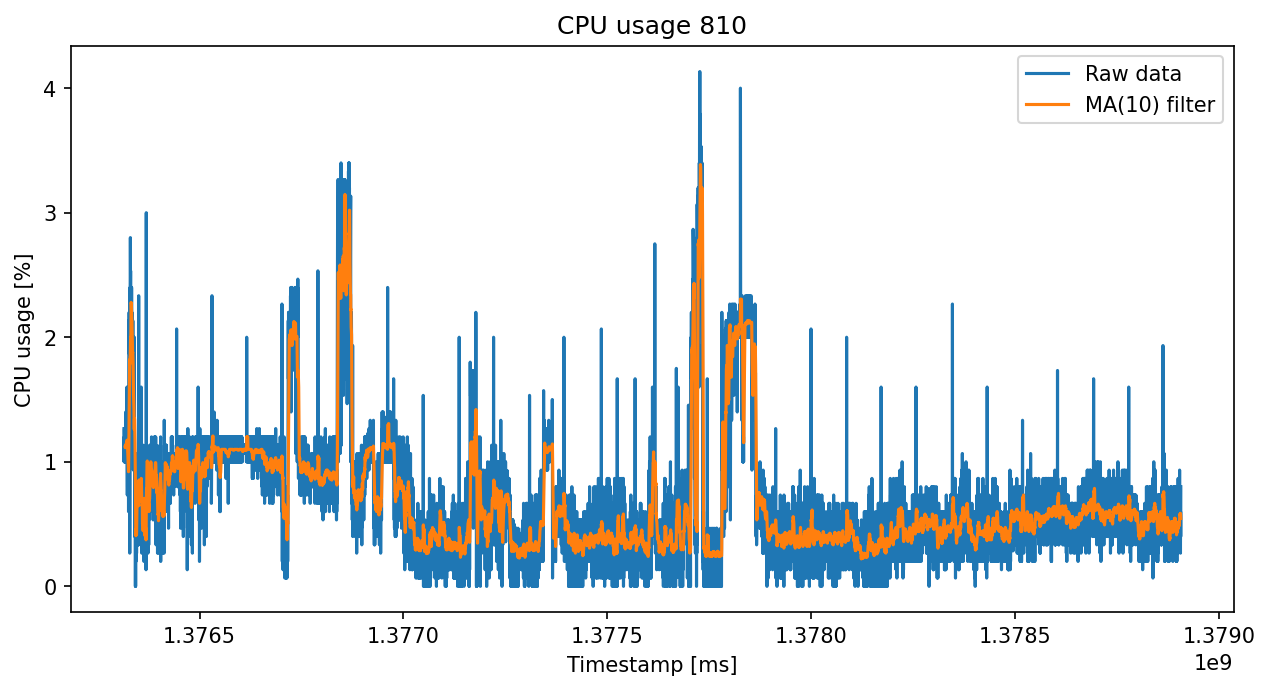 CPU usage 810
Raw data
MA(10) filter
CPU usage [%]
4
3
2
1
0
1.3765 1.3770 1.3775 1.3780 1.3785 1.3790
1e9
Timestamp [ms]